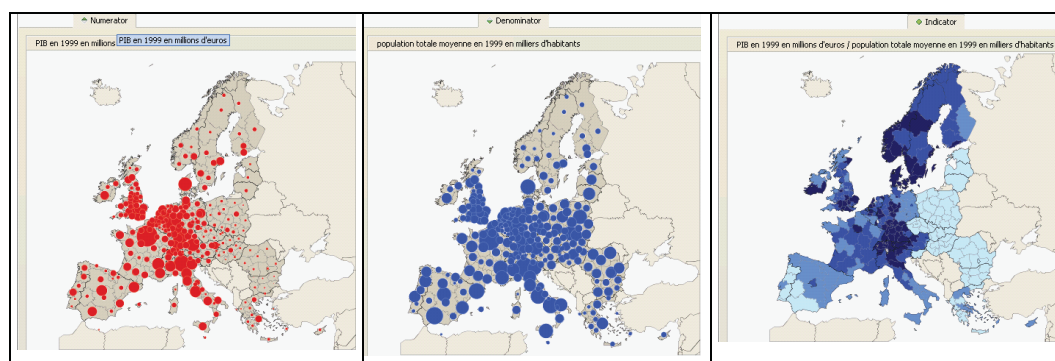 Numerator
PIB en 1999 en millions
PIB en 1999 en millions d'euros
Denominator
population totale moyenne en 1999 en milliers d'habitants
Indicator
PIB en 1999 en millions d'euros / population totale moyenne en 1999 en milliers d'habitants